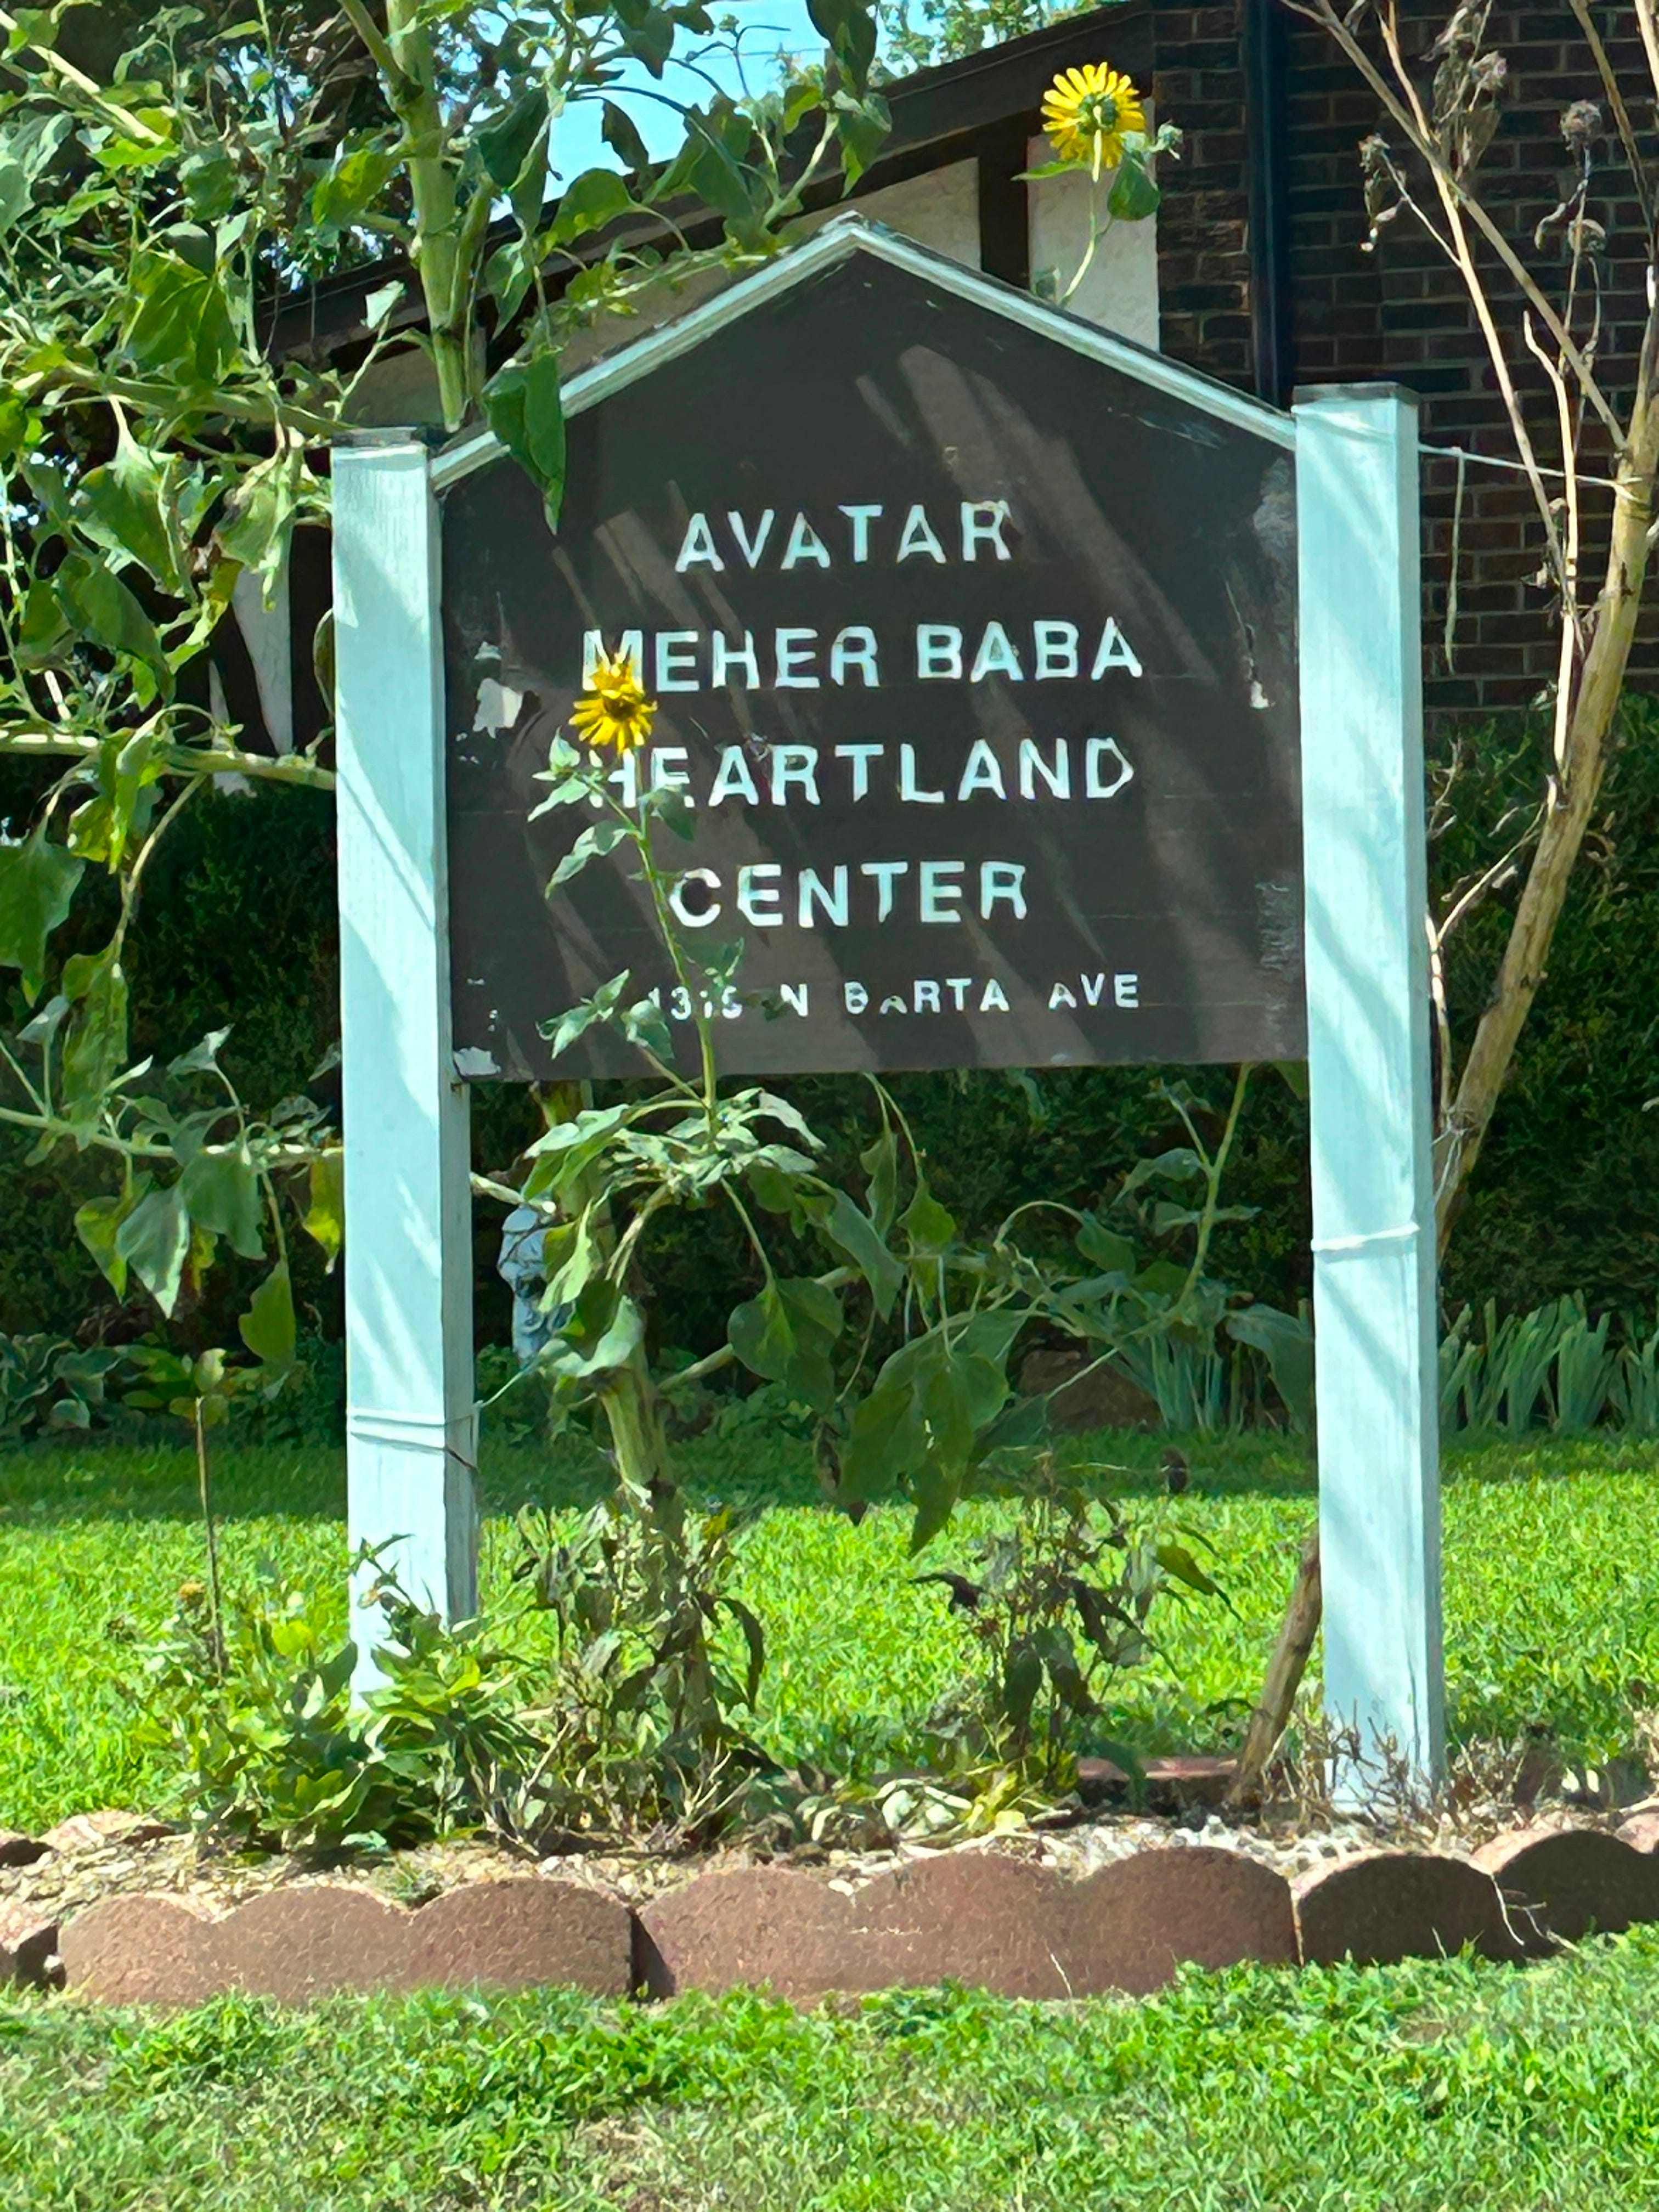 AVATAR
MEHER BABA
HEARTLAND
CENTER
N BARTA AVE